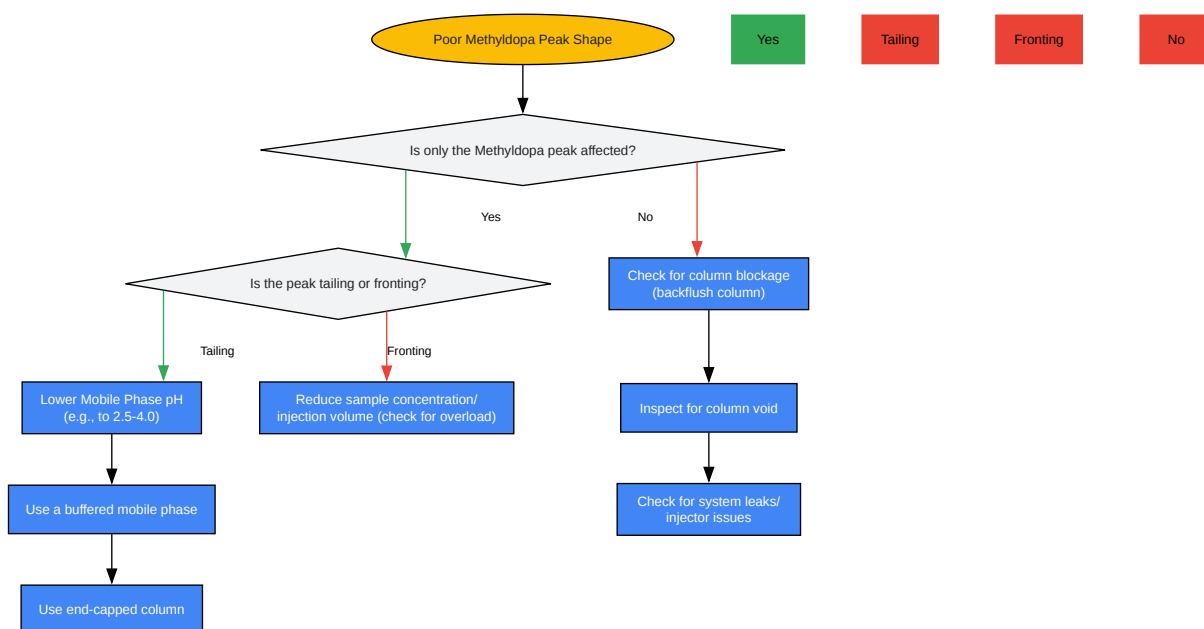 Poor Methyldopa Peak Shape
Yes
Tailing
Fronting
No
Is only the Methyldopa peak affected?
Yes
No
Is the peak tailing or fronting?
Check for column blockage
(backflush column)
Tailing
Fronting
Lower Mobile Phase pH
(e.g., to 2.5-4.0)
Reduce sample concentration/
injection volume (check for overload)
Inspect for column void
Use a buffered mobile phase
Check for system leaks/
injector issues
Use end-capped column